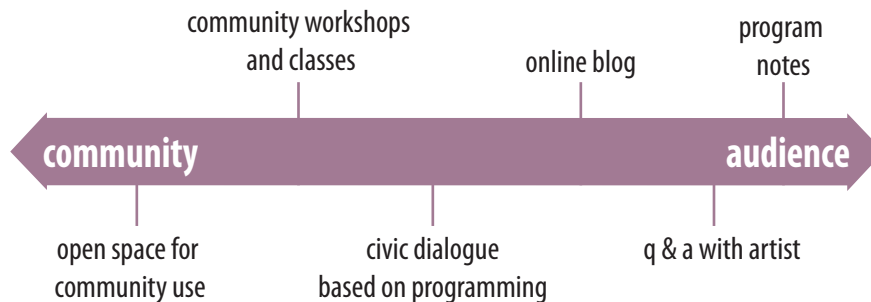 community workshops
and classes
online blog
program
notes
community
audience
open space for
community use
civic dialogue
based on programming
q & a with artist